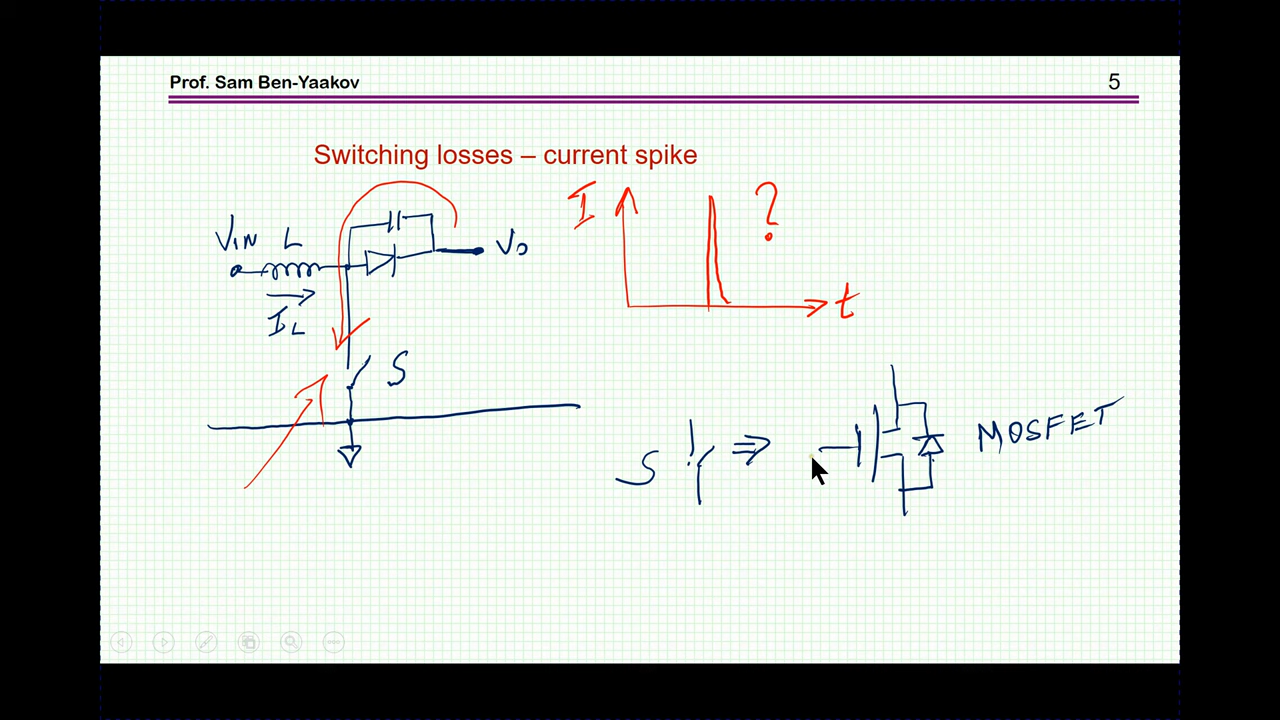 Prof. Sam Ben-Yaakov
5
Switching losses – current spike
I
?
VIN L
Vo
IL
t
S
S ⇒ MOSFET